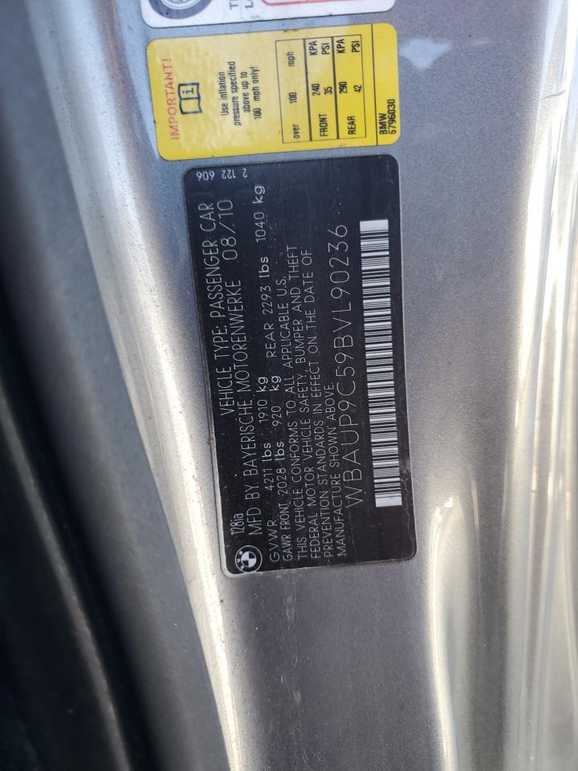 IMPORTANT!
Use inflation
pressure specified
above up to
100 mph only!
over 100 mph
KPA PSI
FRONT 240 35
KPA PSI
REAR 290 42
BMW
6796030
2 122 606
128ia
VEHICLE TYPE: PASSENGER CAR
MFD BY: BAYERISCHE MOTORENWERKE 08/10
GVWR 4211 lbs 1910 kg
GAWR FRONT: 2028 lbs 920 kg REAR 2293 lbs 1040 kg
THIS VEHICLE CONFORMS TO ALL APPLICABLE U.S.
FEDERAL MOTOR VEHICLE SAFETY, BUMPER AND THEFT
PREVENTION STANDARDS IN EFFECT ON THE DATE OF
MANUFACTURE SHOWN ABOVE.
WBAUP9C59BVL90236